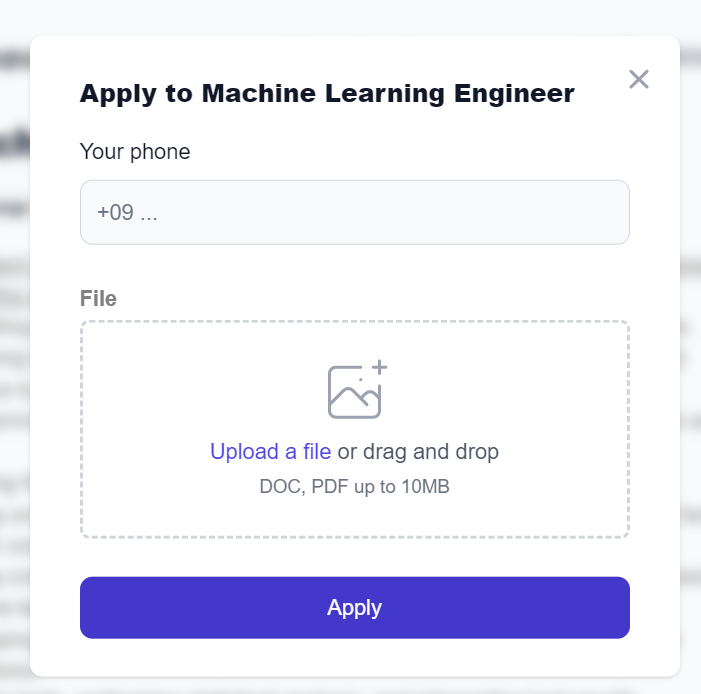 Apply to Machine Learning Engineer
Your phone
+09 ...
File
Upload a file or drag and drop
DOC, PDF up to 10MB
Apply